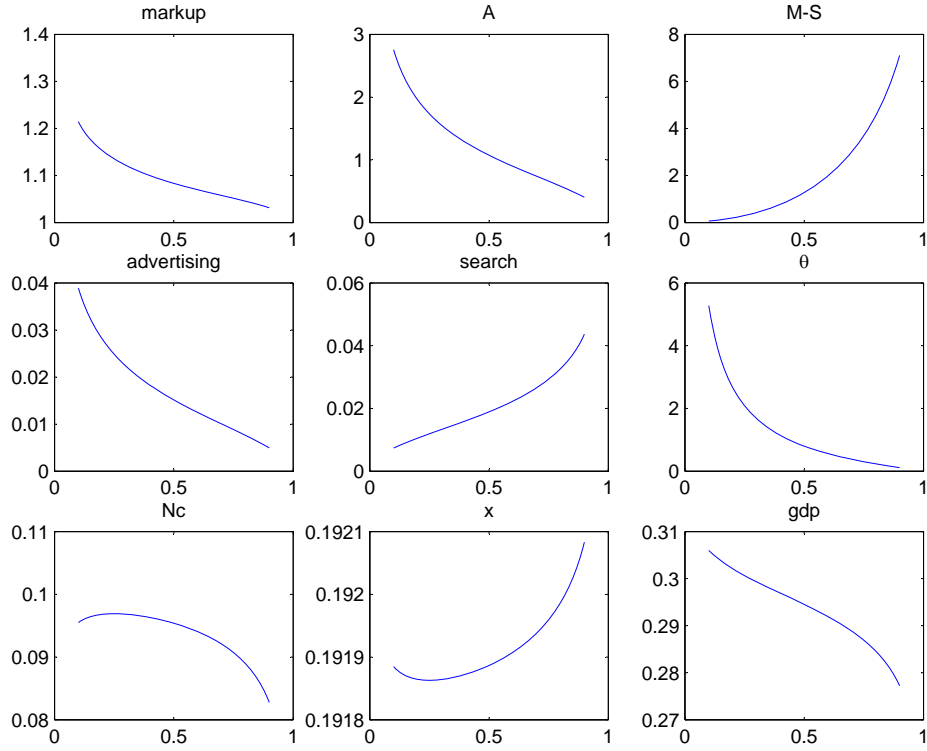 markup A M-S
1.4 3 8
1.3 6
1.2 2 4
1.1 1 2
1 0 0
0 0.5 1 0 0.5 1 0 0.5 1
advertising search θ
0.04 0.06 6
0.03 0.04 4
0.02
0.01 0.02 2
0 0 0
0 0.5 1 0 0.5 1 0 0.5 1
Nc x gdp
0.11 0.1921 0.31
0.1 0.192 0.3
0.29
0.09 0.1919 0.28
0.08 0.1918 0.27
0 0.5 1 0 0.5 1 0 0.5 1